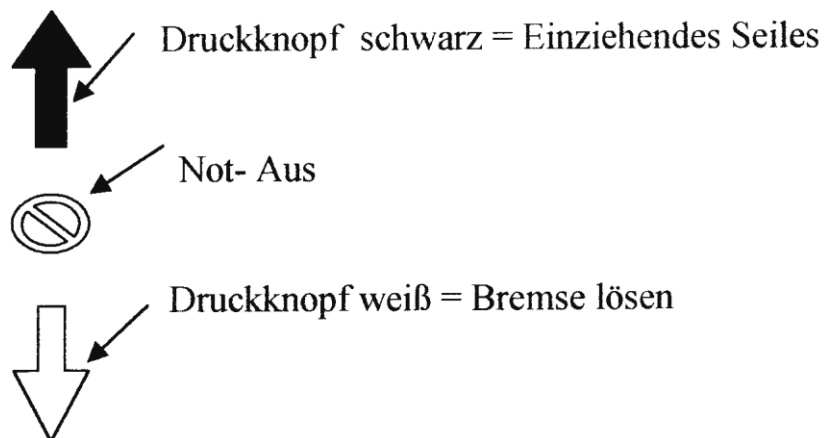 Druckknopf schwarz = Einziehendes Seiles
Not- Aus
Druckknopf weiß = Bremse lösen